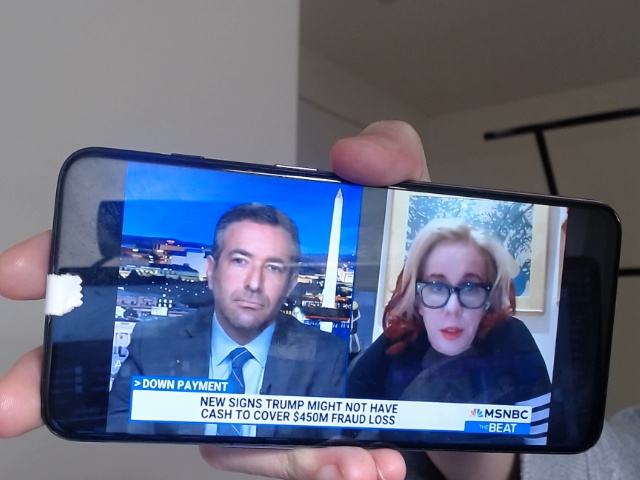 > DOWN PAYMENT
NEW SIGNS TRUMP MIGHT NOT HAVE
CASH TO COVER $450M FRAUD LOSS
MSNBC
THE BEAT